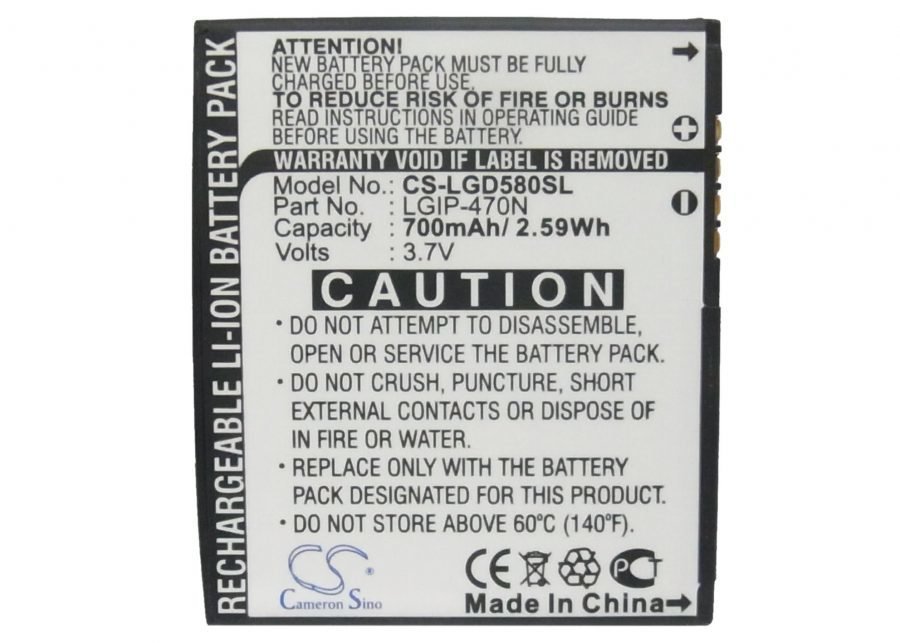 RECHARGEABLE LI-ION BATTERY PACK
ATTENTION!
NEW BATTERY PACK MUST BE FULLY
CHARGED BEFORE USE.
TO REDUCE RISK OF FIRE OR BURNS
READ INSTRUCTIONS IN OPERATING GUIDE
BEFORE USING THE BATTERY.
WARRANTY VOID IF LABEL IS REMOVED
Model No.: CS-LGD580SL
Part No.: LGIP-470N
Capacity: 700mAh/ 2.59Wh
Volts : 3.7V
CAUTION
• DO NOT ATTEMPT TO DISASSEMBLE,
OPEN OR SERVICE THE BATTERY PACK.
• DO NOT CRUSH, PUNCTURE, SHORT
EXTERNAL CONTACTS OR DISPOSE OF
IN FIRE OR WATER.
• REPLACE ONLY WITH THE BATTERY
PACK DESIGNATED FOR THIS PRODUCT.
• DO NOT STORE ABOVE 60°C (140°F).
CS®
Cameron Sino
CE PC
Made in China